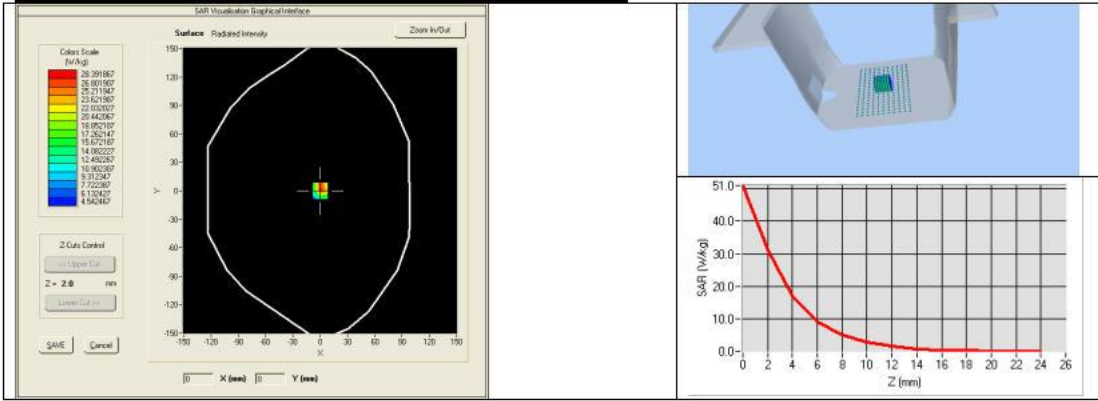 SAR Visualisation Graphical Interface
Surface Radiated Intensity
Zoom In/Out
Colors Scale
(W/kg)
28.391867
26.801907
25.211947
23.621987
22.032027
20.442067
18.852107
17.262147
15.672187
14.082227
12.492267
10.902307
9.312347
7.722387
6.132427
4.542467
Z-Cuts Control
<< Upper Cut
Z = 2.0 mm
Lower Cut >>
SAVE Cancel
150
120
90
60
30
0
-30
-60
-90
-120
-150
Y
-150 -120 -90 -60 -30 0 30 60 90 120 150
X
0 X (mm) 0 Y (mm)
51.0
40.0
30.0
20.0
10.0
0.0
SAR (W/kg)
0 2 4 6 8 10 12 14 16 18 20 22 24 26
Z (mm)